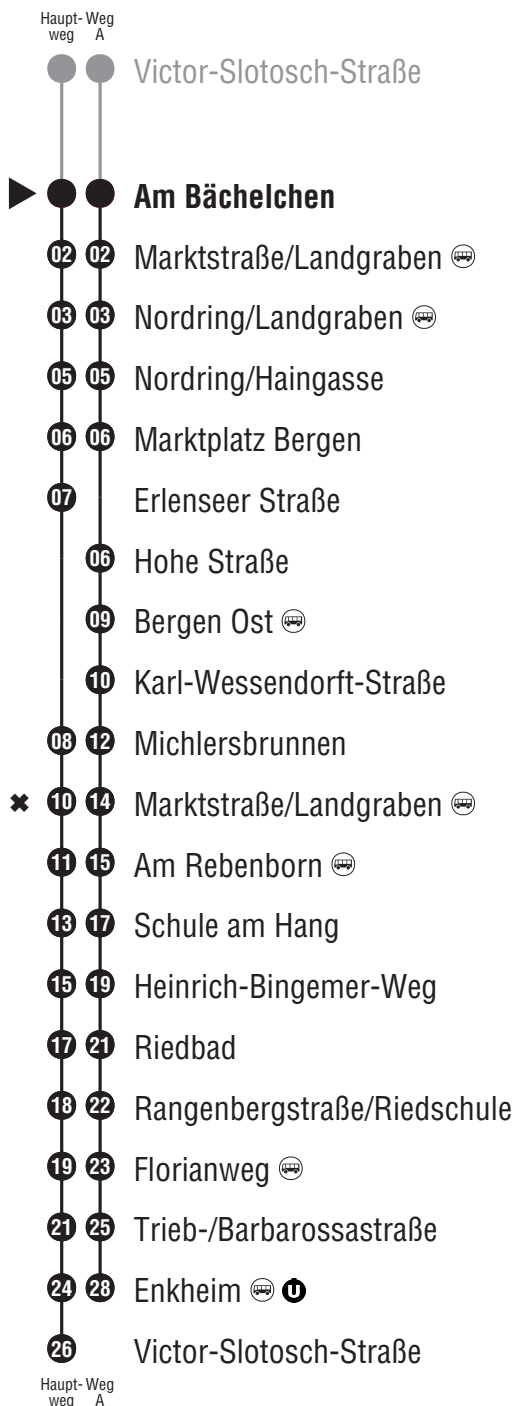 Haupt- Weg
weg A
Victor-Slotosch-Straße
Am Bächelchen
02 02 Marktstraße/Landgraben
03 03 Nordring/Landgraben
05 05 Nordring/Haingasse
06 06 Marktplatz Bergen
07 Erlenseer Straße
06 Hohe Straße
09 Bergen Ost
10 Karl-Wessendorft-Straße
08 12 Michlersbrunnen
10 14 Marktstraße/Landgraben
11 15 Am Rebenborn
13 17 Schule am Hang
15 19 Heinrich-Bingemer-Weg
17 21 Riedbad
18 22 Rangenbergstraße/Riedschule
19 23 Florianweg
21 25 Trieb-/Barbarossastraße
24 28 Enkheim U
26 Victor-Slotosch-Straße
Haupt- Weg
weg A